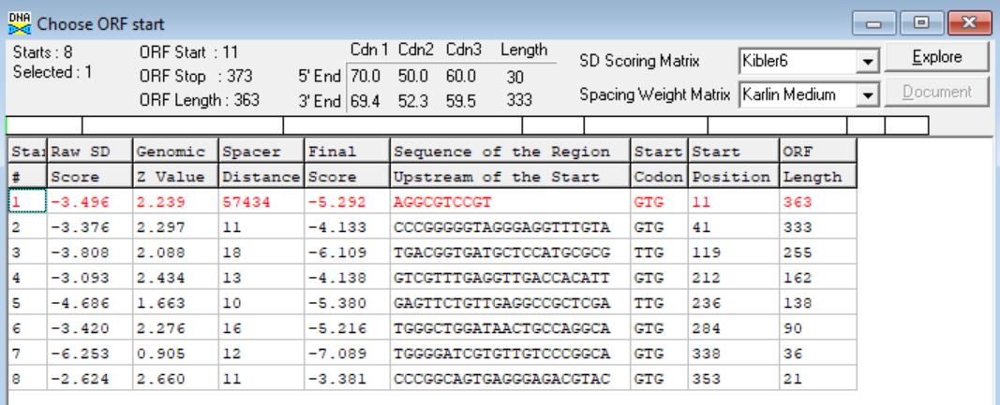 DNA Choose ORF start
Starts : 8 ORF Start : 11 Cdn 1 Cdn2 Cdn3 Length SD Scoring Matrix Kibler6 Explore
Selected : 1 ORF Stop : 373 5' End 70.0 50.0 60.0 30
ORF Length : 363 3' End 69.4 52.3 59.5 333 Spacing Weight Matrix Karlin Medium Document
Star Raw SD Genomic Spacer Final Sequence of the Region Start Start ORF
# Score Z Value Distance Score Upstream of the Start Codon Position Length
1 -3.496 2.239 57434 -5.292 AGGCGTCCGT GTG 11 363
2 -3.376 2.297 11 -4.133 CCCGGGGGTAGGGAGGTTTGTA GTG 41 333
3 -3.808 2.088 18 -6.109 TGACGGTGATGCTCCATGCGCG TTG 119 255
4 -3.093 2.434 13 -4.138 GTCGTTTGAGGTTGACCACATT GTG 212 162
5 -4.686 1.663 10 -5.380 GAGTTCTGTTGAGGCCGCTCGA TTG 236 138
6 -3.420 2.276 16 -5.216 TGGGCTGGATAACTGCCAGGCA GTG 284 90
7 -6.253 0.905 12 -7.089 TGGGGATCGTGTTGTCCCGGCA GTG 338 36
8 -2.624 2.660 11 -3.381 CCCGGCAGTGAGGGAGACGTAC GTG 353 21